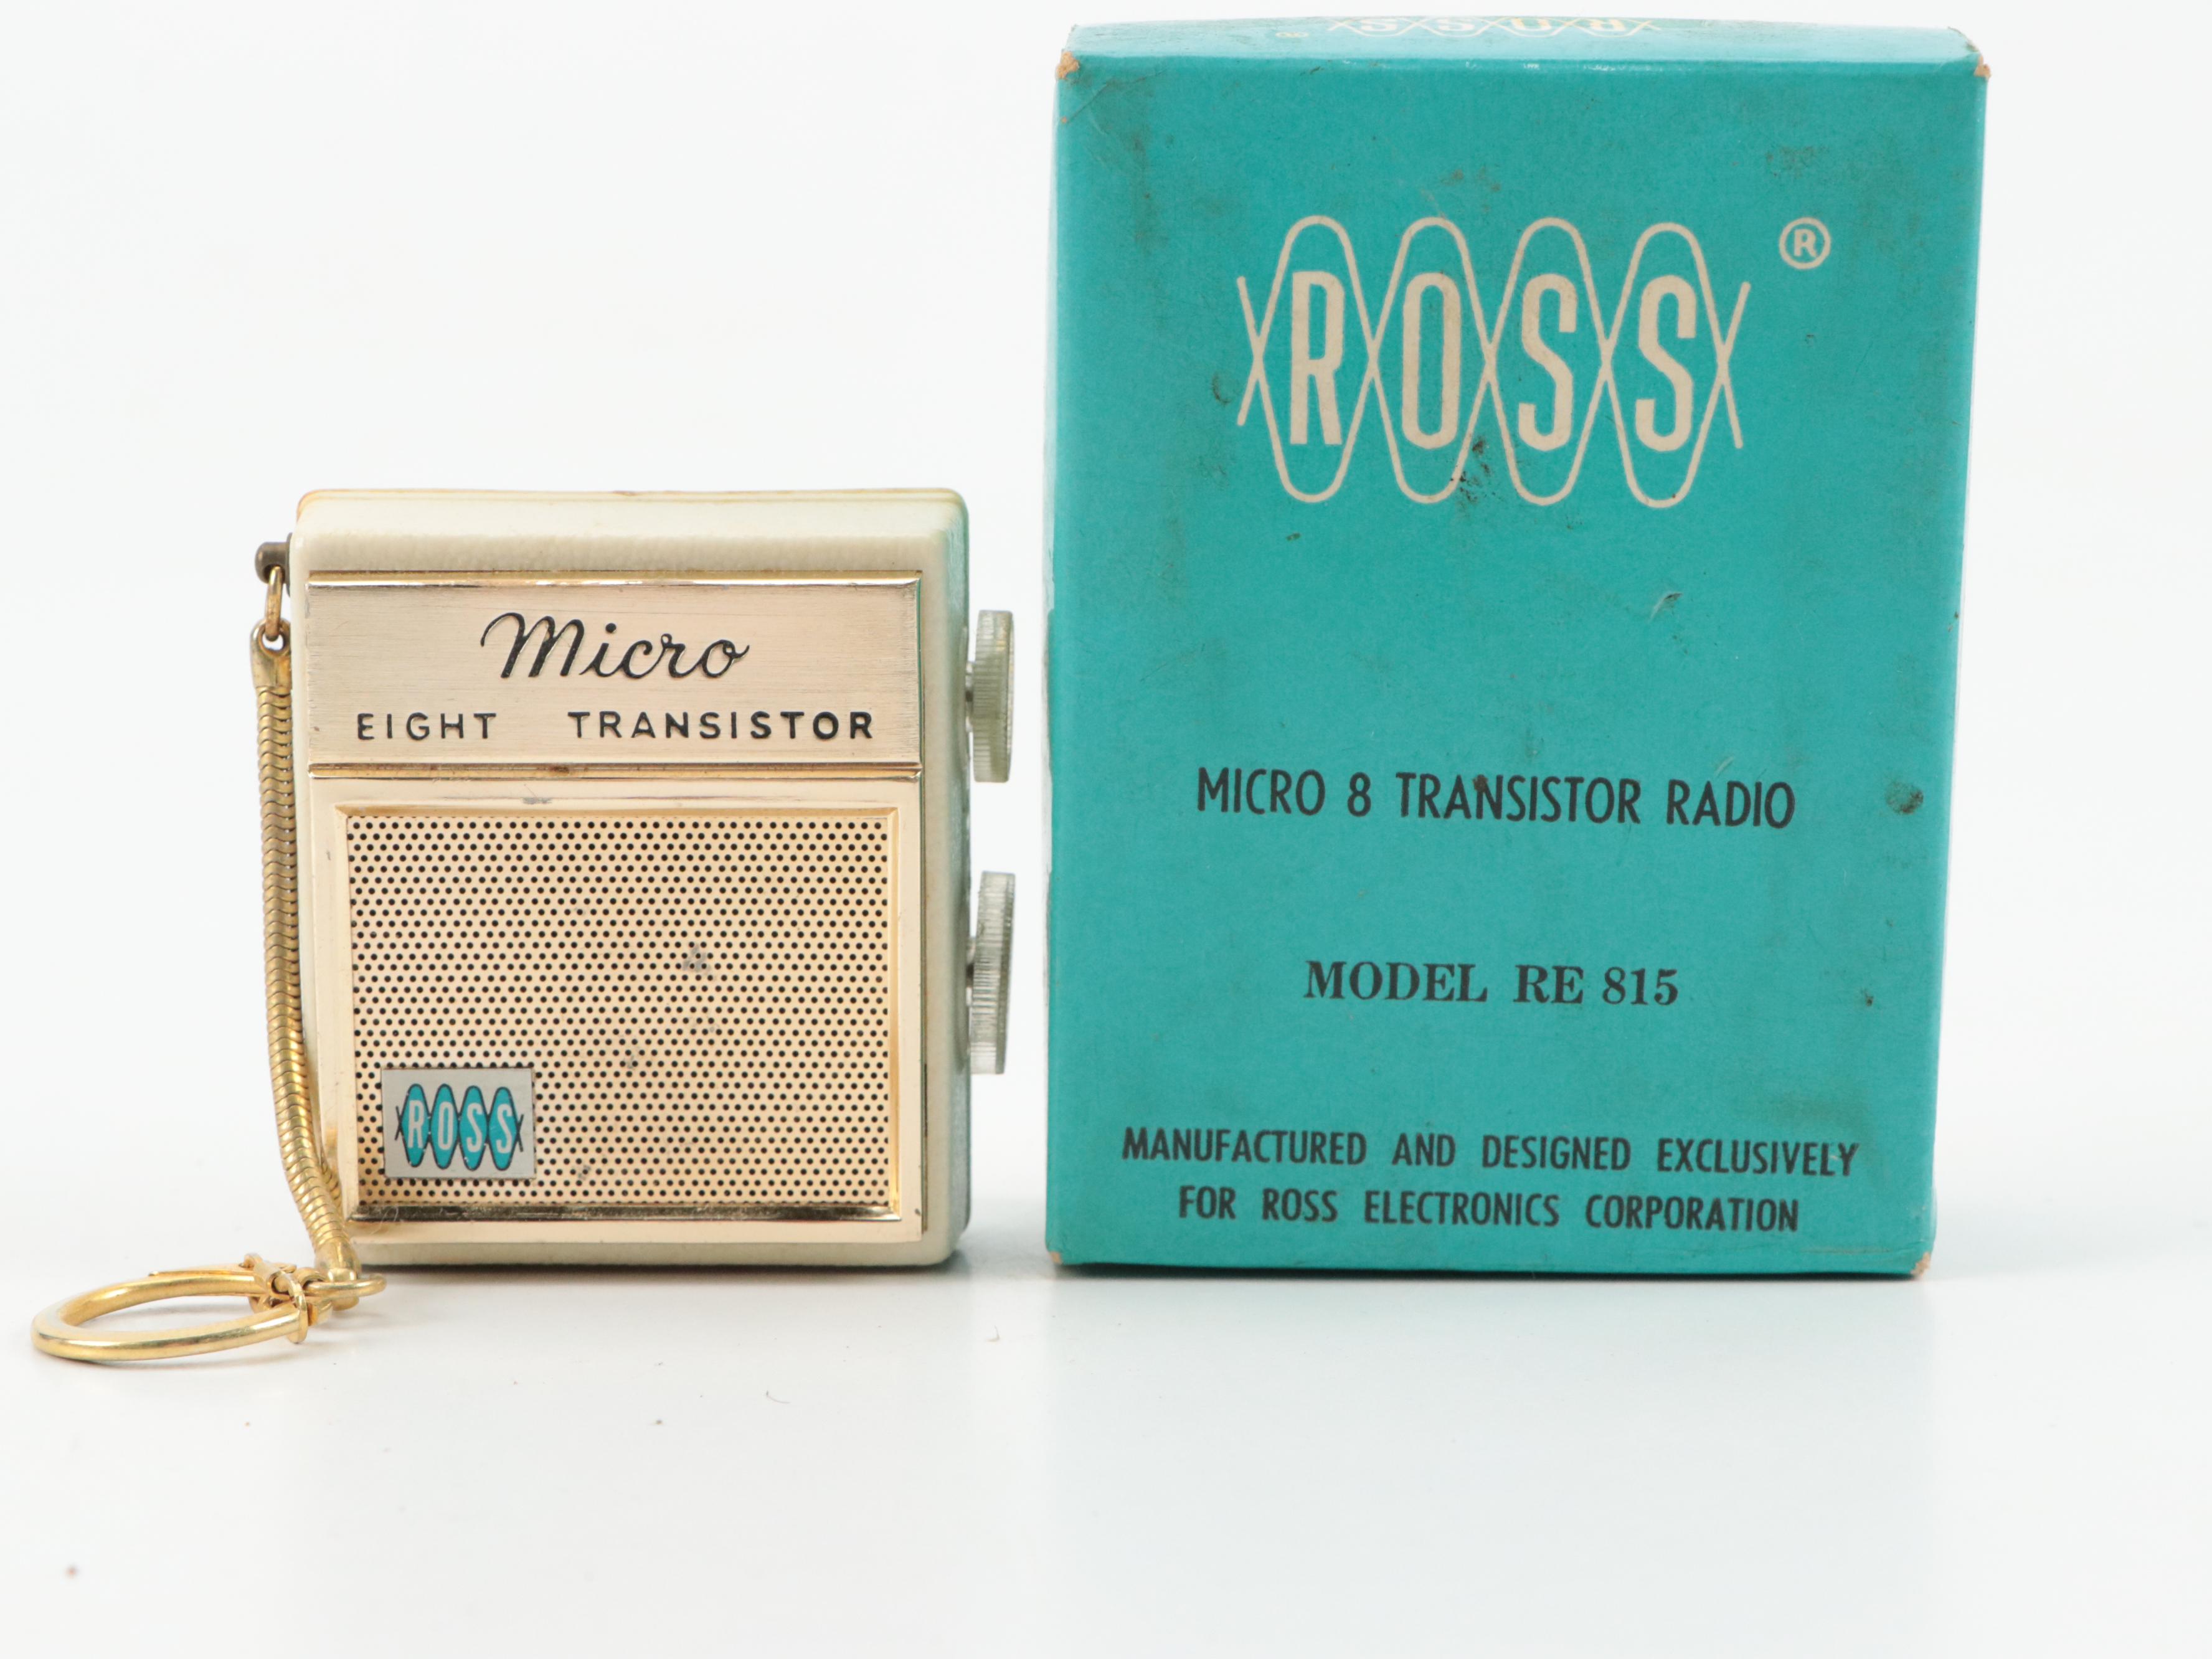 Micro
EIGHT TRANSISTOR
ROSS
ROSS ®
ROSS ®
MICRO 8 TRANSISTOR RADIO
MODEL RE 815
MANUFACTURED AND DESIGNED EXCLUSIVELY
FOR ROSS ELECTRONICS CORPORATION